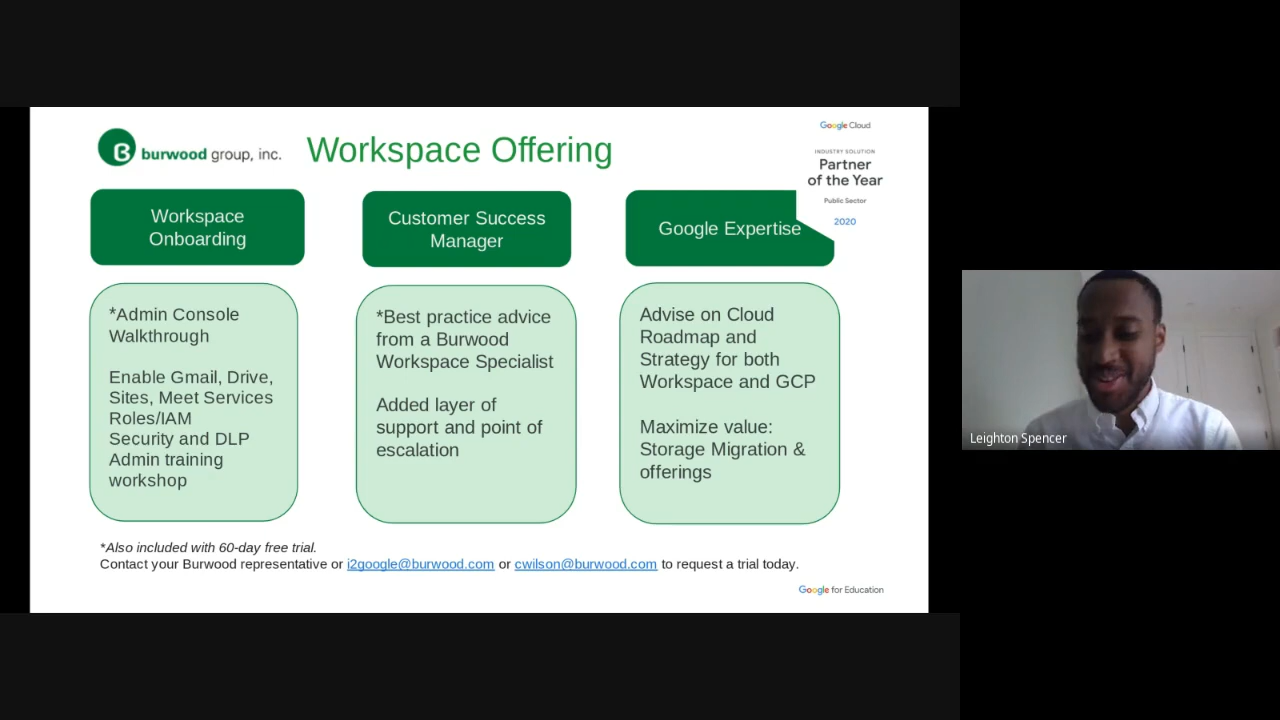 burwood group, inc.
Workspace Offering
Google Cloud
INDUSTRY SOLUTION
Partner
of the Year
Public Sector
2020
Workspace
Onboarding
Customer Success
Manager
Google Expertise
*Admin Console
Walkthrough
Enable Gmail, Drive,
Sites, Meet Services
Roles/IAM
Security and DLP
Admin training
workshop
*Best practice advice
from a Burwood
Workspace Specialist
Added layer of
support and point of
escalation
Advise on Cloud
Roadmap and
Strategy for both
Workspace and GCP
Maximize value:
Storage Migration &
offerings
*Also included with 60-day free trial.
Contact your Burwood representative or i2google@burwood.com or cwilson@burwood.com to request a trial today.
Google for Education
Leighton Spencer